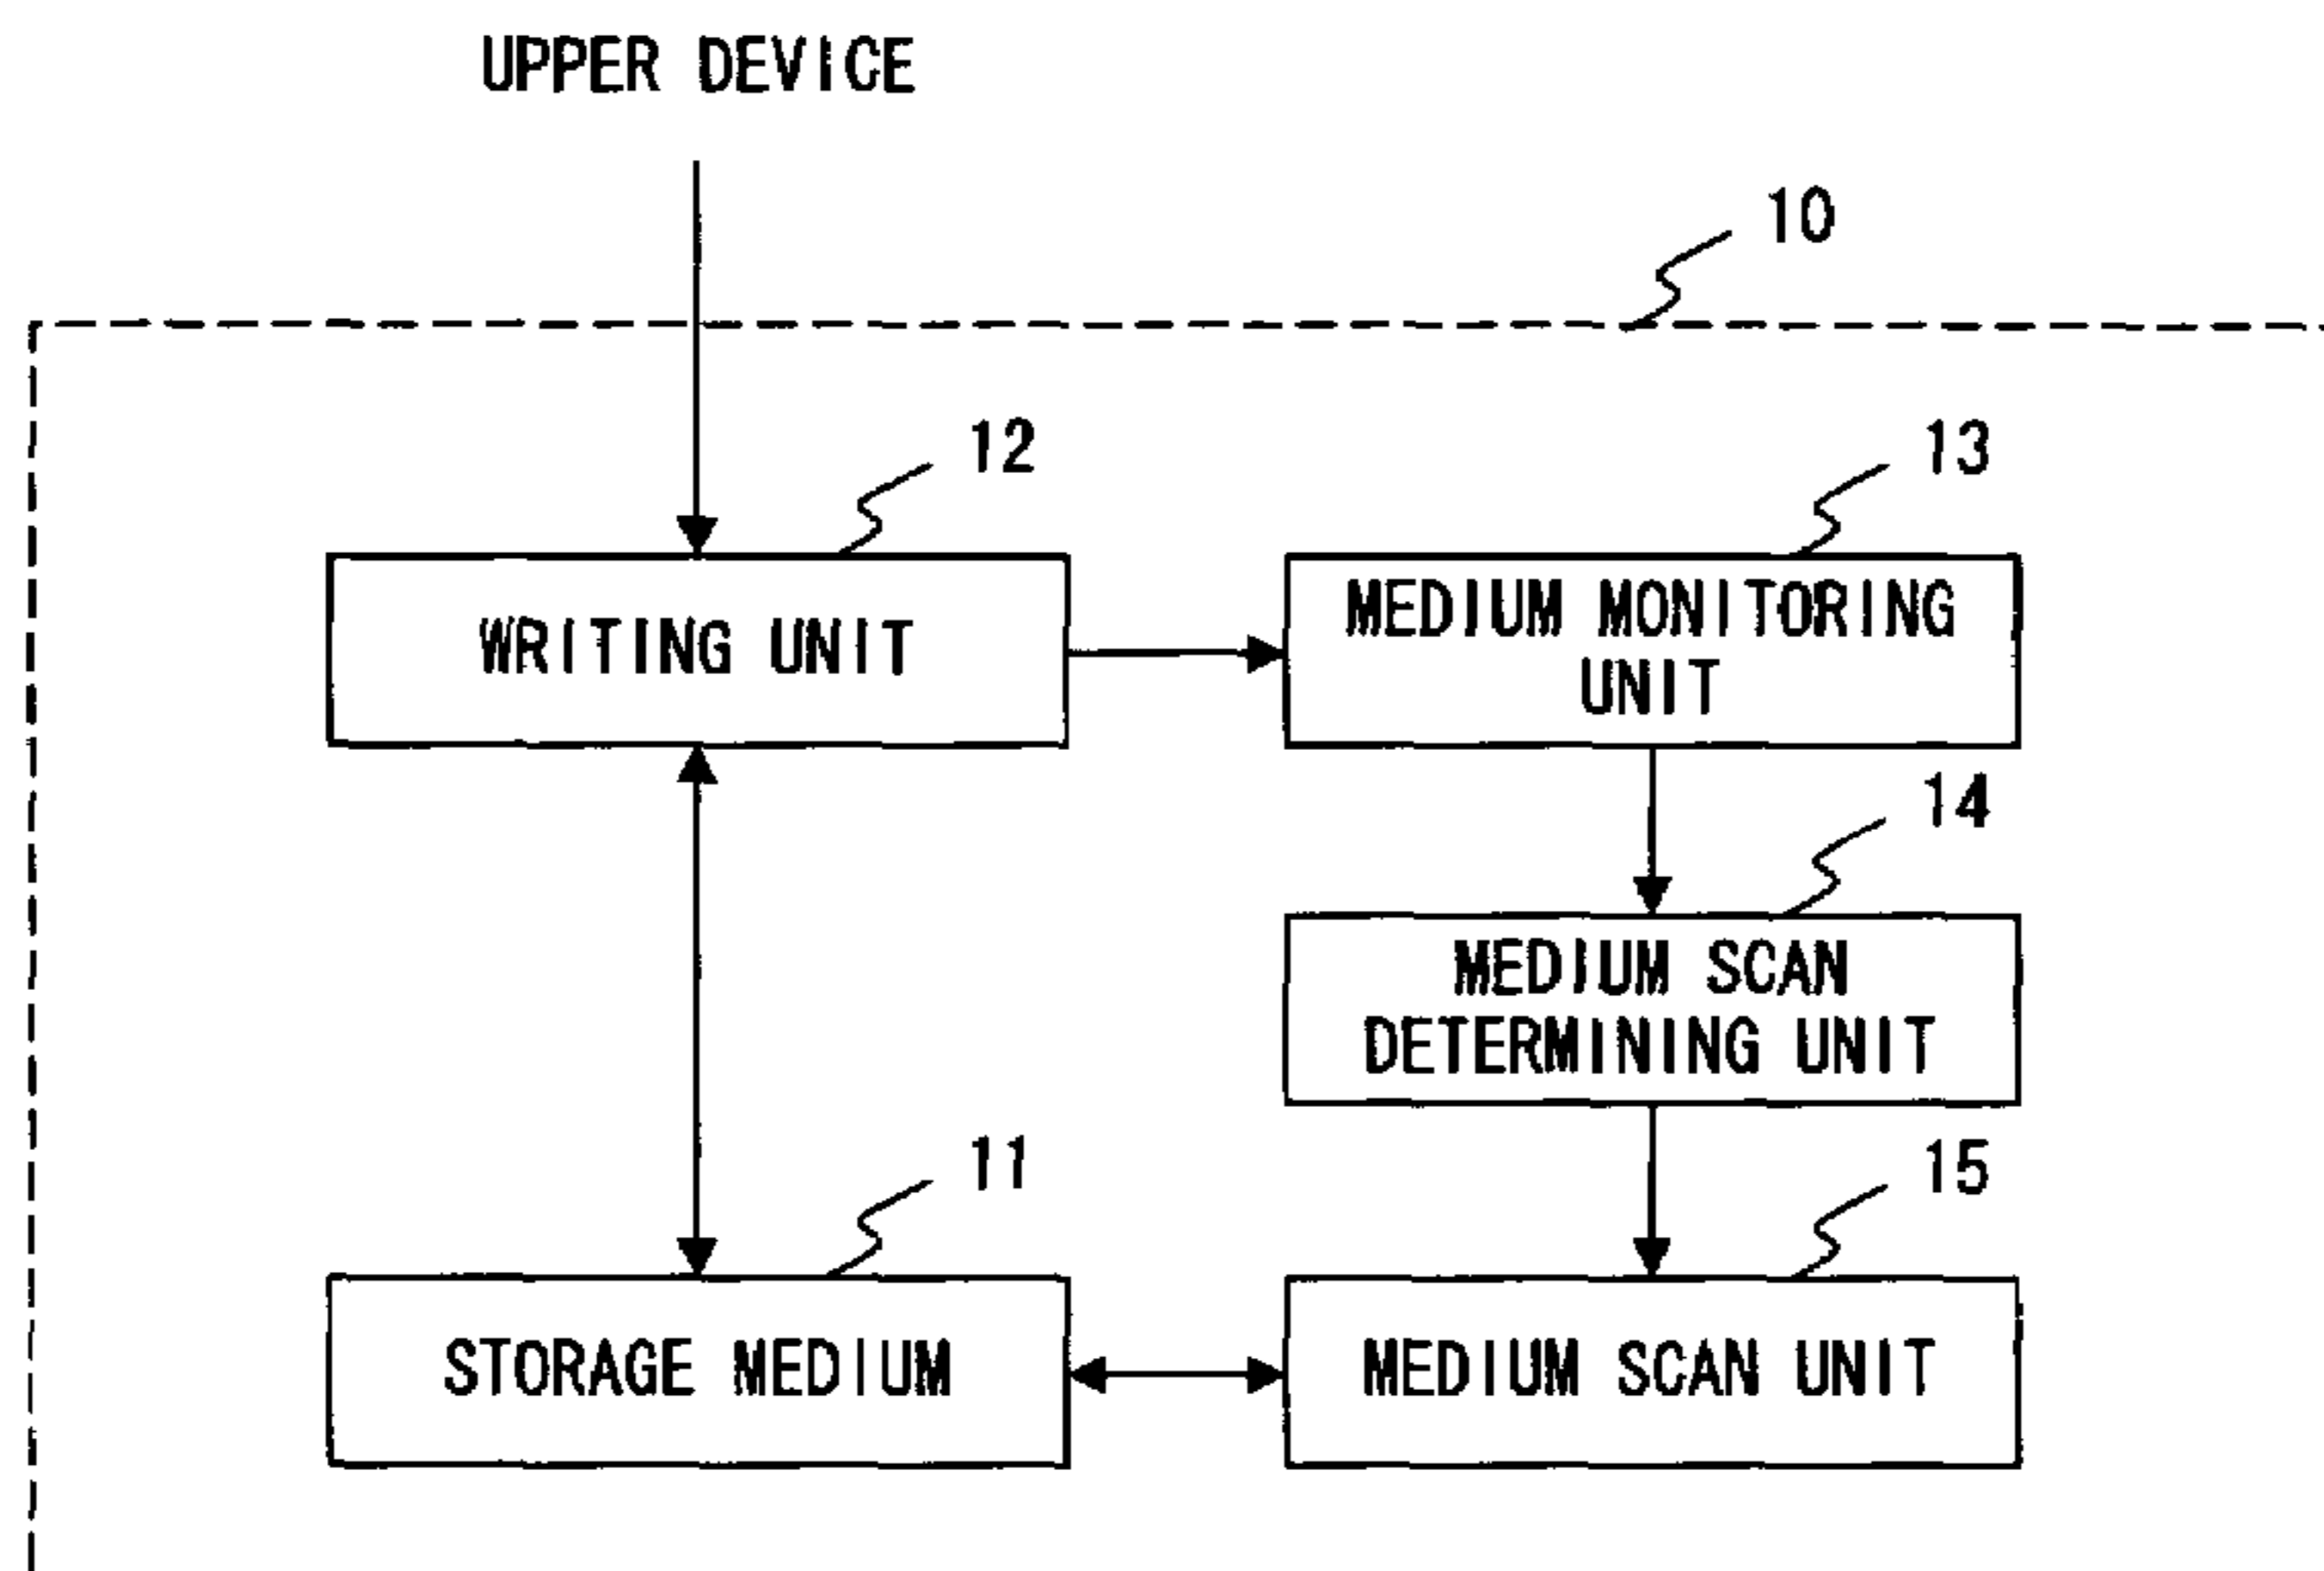 UPPER DEVICE
10
12
13
WRITING UNIT
MEDIUM MONITORING
UNIT
14
MEDIUM SCAN
DETERMINING UNIT
11
15
STORAGE MEDIUM
MEDIUM SCAN UNIT